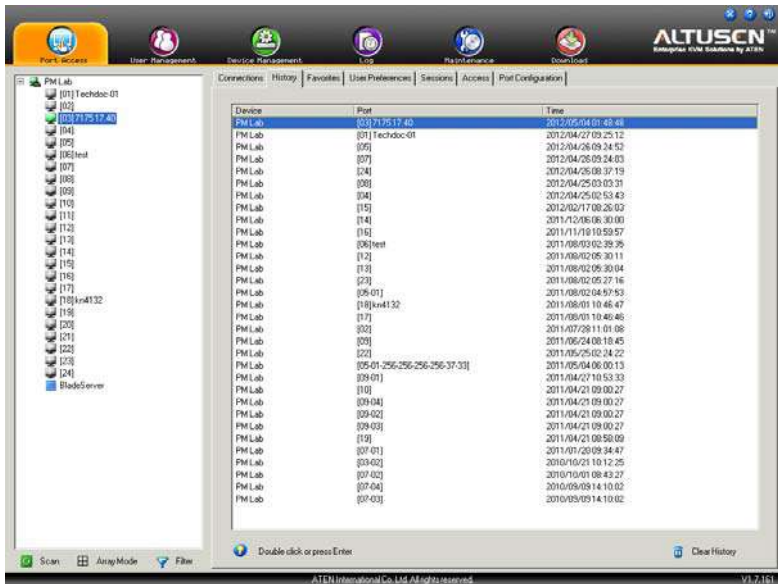 ALTUSCN™
Enterprise KVM Solutions by ATEN
Port Access
User Management
Device Management
Log
Maintenance
Download
Connections
History
Favorites
User Preferences
Sessions
Access
Port Configuration
PM Lab
[01] Techdoc-01
[02]
[03]717517.40
[04]
[05]
[06]test
[07]
[08]
[09]
[10]
[11]
[12]
[13]
[14]
[15]
[16]
[17]
[18]kn4132
[19]
[20]
[21]
[22]
[23]
[24]
BladeServer
Scan
Array Mode
Filter
Device Port Time
PM Lab [03]717517.40 2012/05/04 01:48:48
PM Lab [01] Techdoc-01 2012/04/27 09:25:12
PM Lab [05] 2012/04/26 09:24:52
PM Lab [07] 2012/04/26 09:24:03
PM Lab [24] 2012/04/26 08:37:19
PM Lab [08] 2012/04/25 03:03:31
PM Lab [04] 2012/04/25 02:53:43
PM Lab [15] 2012/02/17 08:26:03
PM Lab [14] 2011/12/06 06:30:00
PM Lab [16] 2011/11/18 10:59:57
PM Lab [06]test 2011/08/03 02:39:35
PM Lab [12] 2011/08/02 05:30:11
PM Lab [13] 2011/08/02 05:30:04
PM Lab [23] 2011/08/02 05:27:16
PM Lab [05-01] 2011/08/02 04:57:53
PM Lab [18]kn4132 2011/08/01 10:46:47
PM Lab [17] 2011/08/01 10:46:46
PM Lab [02] 2011/07/28 11:01:08
PM Lab [09] 2011/06/24 08:18:45
PM Lab [22] 2011/05/25 02:24:22
PM Lab [05-01-256-256-256-256-37-33] 2011/05/04 06:00:13
PM Lab [09-01] 2011/04/27 10:53:33
PM Lab [10] 2011/04/21 09:00:27
PM Lab [09-04] 2011/04/21 09:00:27
PM Lab [09-02] 2011/04/21 09:00:27
PM Lab [09-03] 2011/04/21 09:00:27
PM Lab [19] 2011/04/21 08:58:09
PM Lab [07-01] 2011/01/20 09:34:47
PM Lab [03-02] 2010/10/21 10:12:25
PM Lab [07-02] 2010/10/01 08:43:27
PM Lab [07-04] 2010/09/09 14:10:02
PM Lab [07-03] 2010/09/09 14:10:02
Double click or press Enter
Clear History
ATEN International Co. Ltd. All rights reserved.
V1.7.161